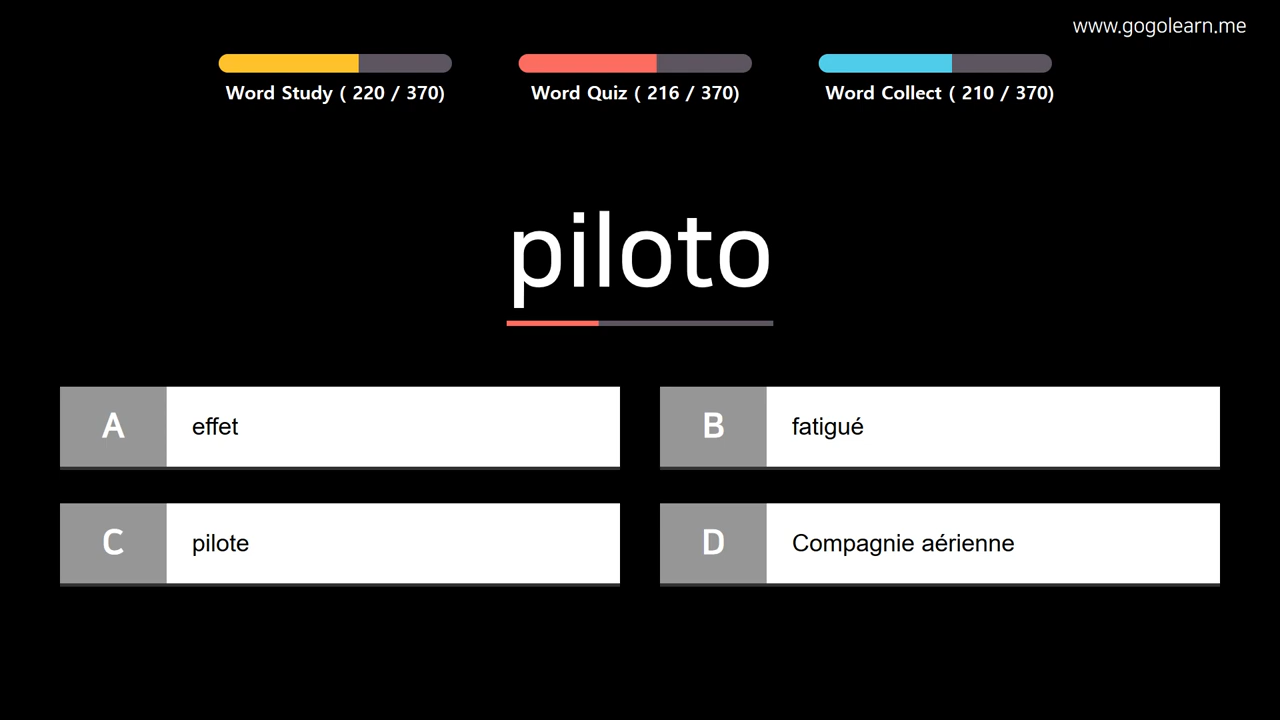 www.gogolearn.me
Word Study ( 220 / 370)
Word Quiz ( 216 / 370)
Word Collect ( 210 / 370)
piloto
A effet
B fatigué
C pilote
D Compagnie aérienne